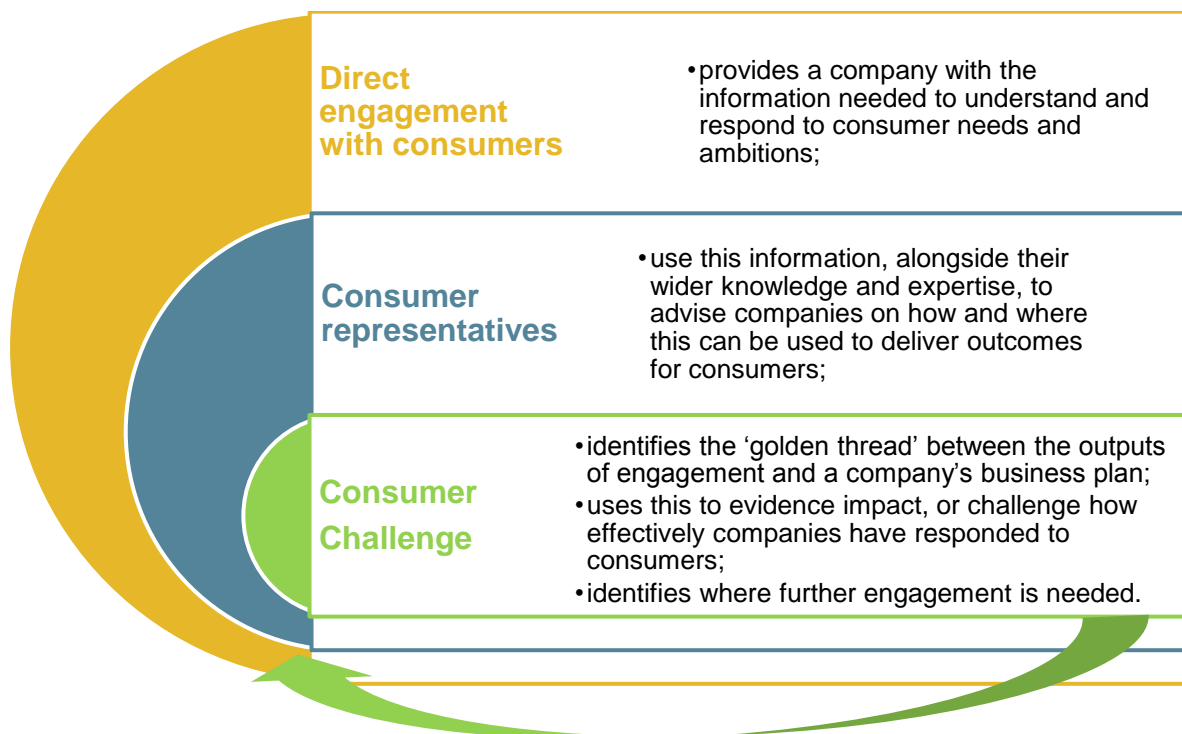 Direct
engagement
with consumers
•provides a company with the
information needed to understand and
respond to consumer needs and
ambitions;
Consumer
representatives
•use this information, alongside their
wider knowledge and expertise, to
advise companies on how and where
this can be used to deliver outcomes
for consumers;
Consumer
Challenge
•identifies the ‘golden thread’ between the outputs
of engagement and a company’s business plan;
•uses this to evidence impact, or challenge how
effectively companies have responded to
consumers;
•identifies where further engagement is needed.